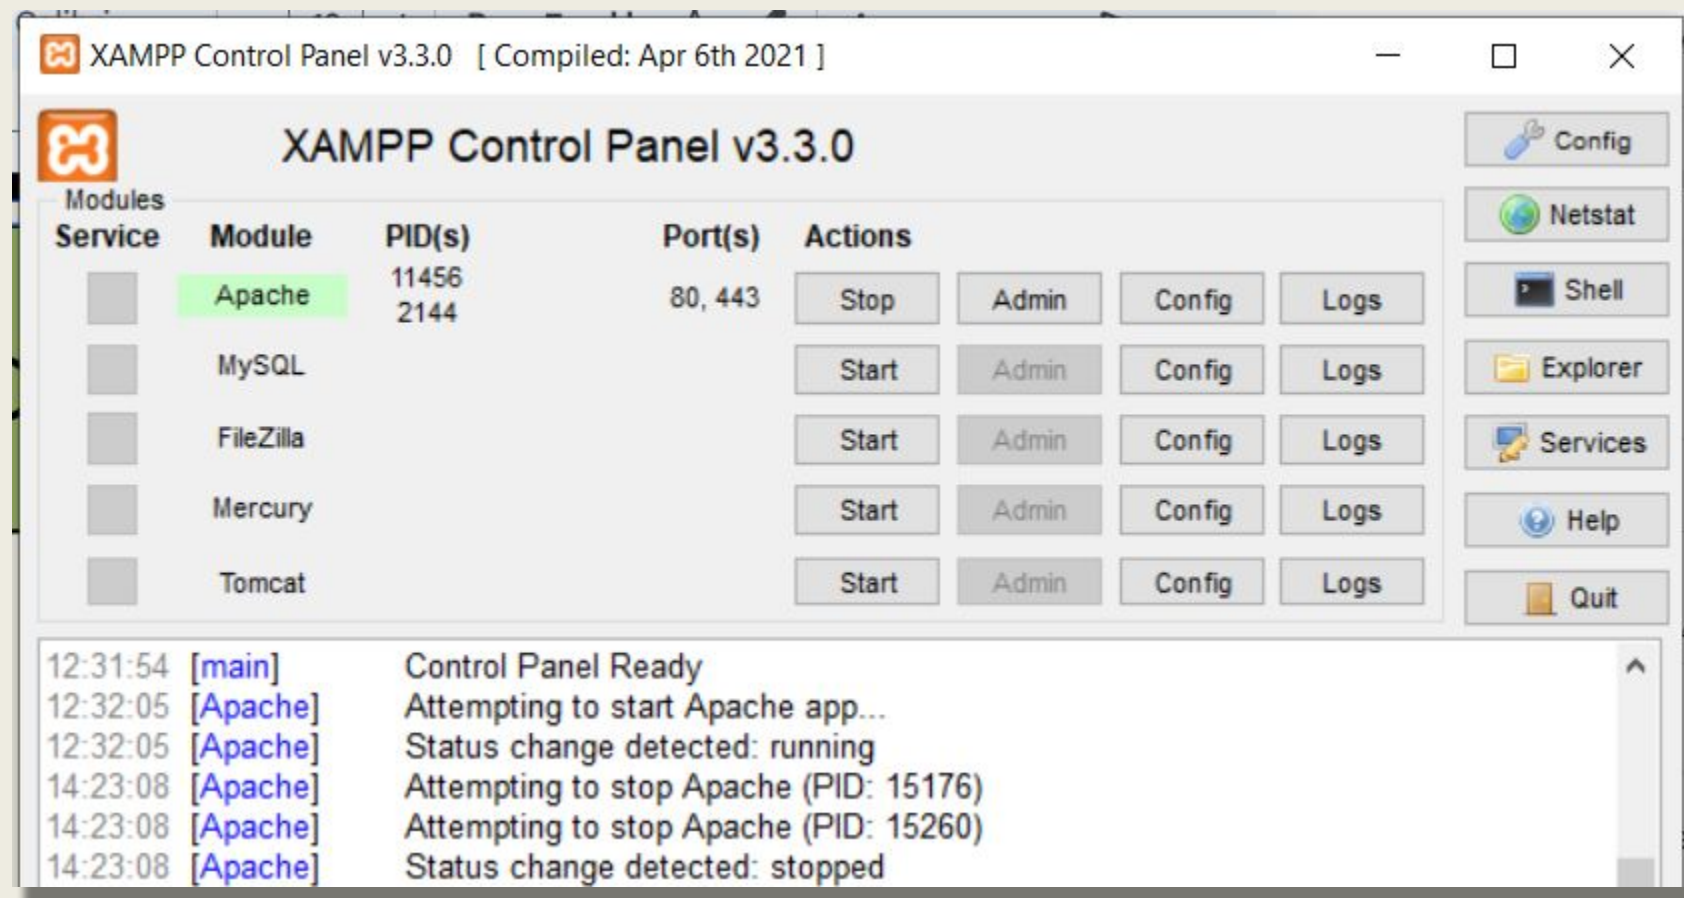 XAMPP Control Panel v3.3.0 [ Compiled: Apr 6th 2021 ]
XAMPP Control Panel v3.3.0
Config
Netstat
Shell
Explorer
Services
Help
Quit
Modules
Service Module PID(s) Port(s) Actions
Apache 11456 2144 80, 443 Stop Admin Config Logs
MySQL Start Admin Config Logs
FileZilla Start Admin Config Logs
Mercury Start Admin Config Logs
Tomcat Start Admin Config Logs
12:31:54 [main] Control Panel Ready
12:32:05 [Apache] Attempting to start Apache app...
12:32:05 [Apache] Status change detected: running
14:23:08 [Apache] Attempting to stop Apache (PID: 15176)
14:23:08 [Apache] Attempting to stop Apache (PID: 15260)
14:23:08 [Apache] Status change detected: stopped